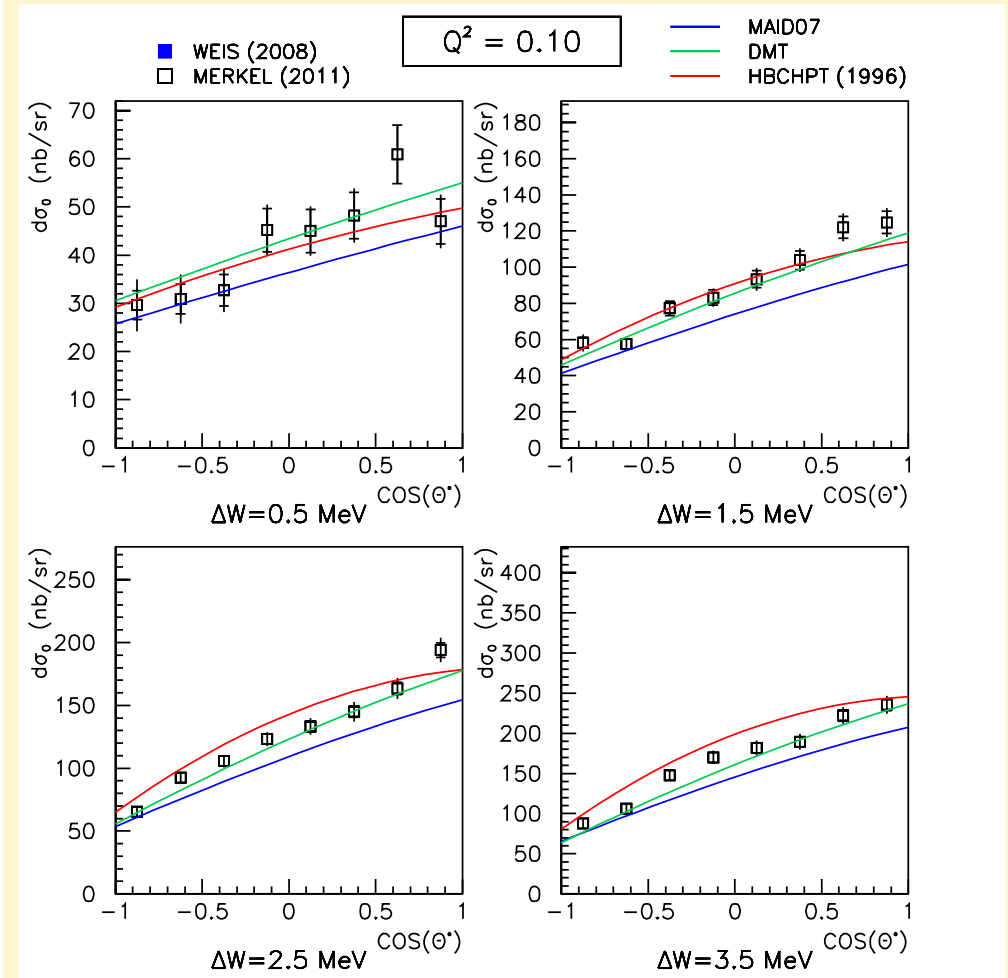 Q² = 0.10
WEIS (2008)
MERKEL (2011)
MAID07
DMT
HBCHPT (1996)
dσ₀ (nb/sr)
70
60
50
40
30
20
10
0
-1 -0.5 0 0.5 1
COS(Θ*)
ΔW=0.5 MeV
dσ₀ (nb/sr)
180
160
140
120
100
80
60
40
20
0
-1 -0.5 0 0.5 1
COS(Θ*)
ΔW=1.5 MeV
dσ₀ (nb/sr)
250
200
150
100
50
0
-1 -0.5 0 0.5 1
COS(Θ*)
ΔW=2.5 MeV
dσ₀ (nb/sr)
400
350
300
250
200
150
100
50
0
-1 -0.5 0 0.5 1
COS(Θ*)
ΔW=3.5 MeV